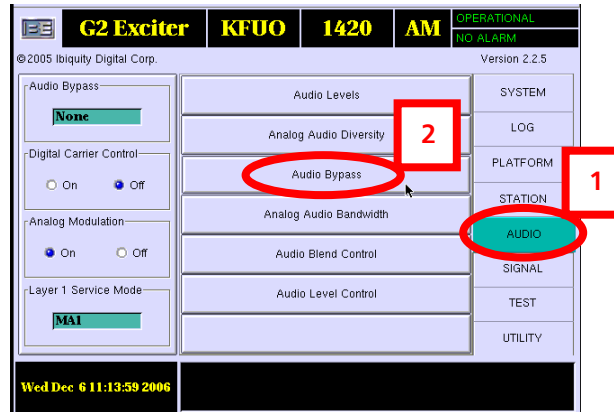 G2 Exciter KFUO 1420 AM OPERATIONAL
NO ALARM
©2005 Ibiquity Digital Corp. Version 2.2.5
Audio Bypass
None
Digital Carrier Control
On Off
Analog Modulation
On Off
Layer 1 Service Mode
MA1
Audio Levels
Analog Audio Diversity
2
Audio Bypass
Analog Audio Bandwidth
Audio Blend Control
Audio Level Control
SYSTEM
LOG
PLATFORM
1
STATION
AUDIO
SIGNAL
TEST
UTILITY
Wed Dec 6 11:13:59 2006